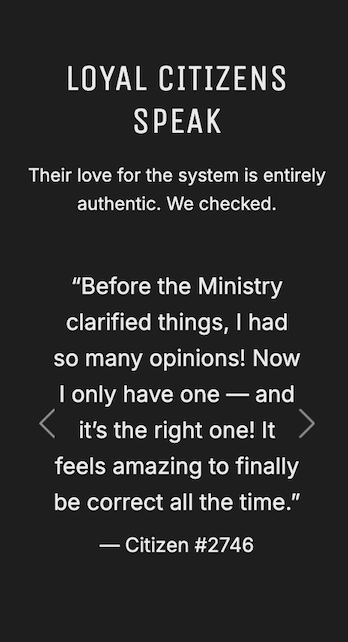 LOYAL CITIZENS
SPEAK
Their love for the system is entirely
authentic. We checked.
“Before the Ministry
clarified things, I had
so many opinions! Now
I only have one — and
it’s the right one! It
feels amazing to finally
be correct all the time.”
— Citizen #2746